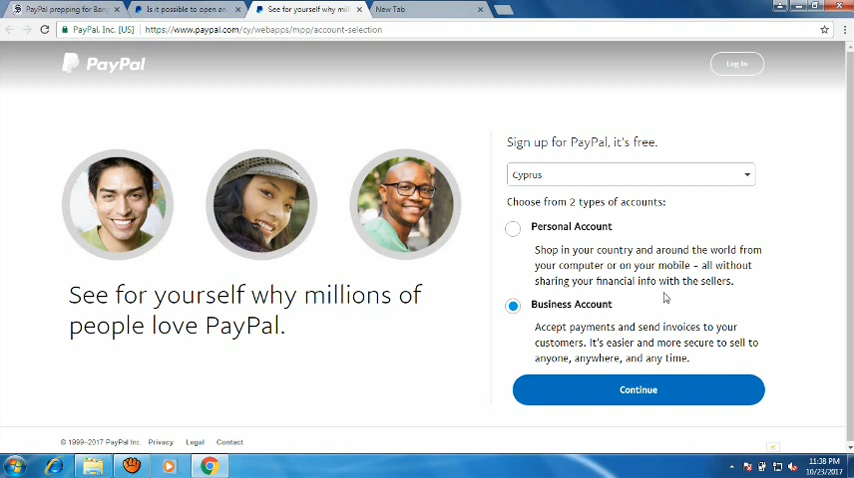 PayPal prepping for Ban
Is it possible to open an
See for yourself why mil
New Tab
PayPal, Inc. [US]
https://www.paypal.com/cy/webapps/mpp/account-selection
PayPal
Log In
Sign up for PayPal, it's free.
Cyprus
Choose from 2 types of accounts:
Personal Account
Shop in your country and around the world from
your computer or on your mobile – all without
sharing your financial info with the sellers.
Business Account
Accept payments and send invoices to your
customers. It's easier and more secure to sell to
anyone, anywhere, and any time.
Continue
See for yourself why millions of
people love PayPal.
© 1999–2017 PayPal Inc.
Privacy
Legal
Contact
11:38 PM
10/23/2017